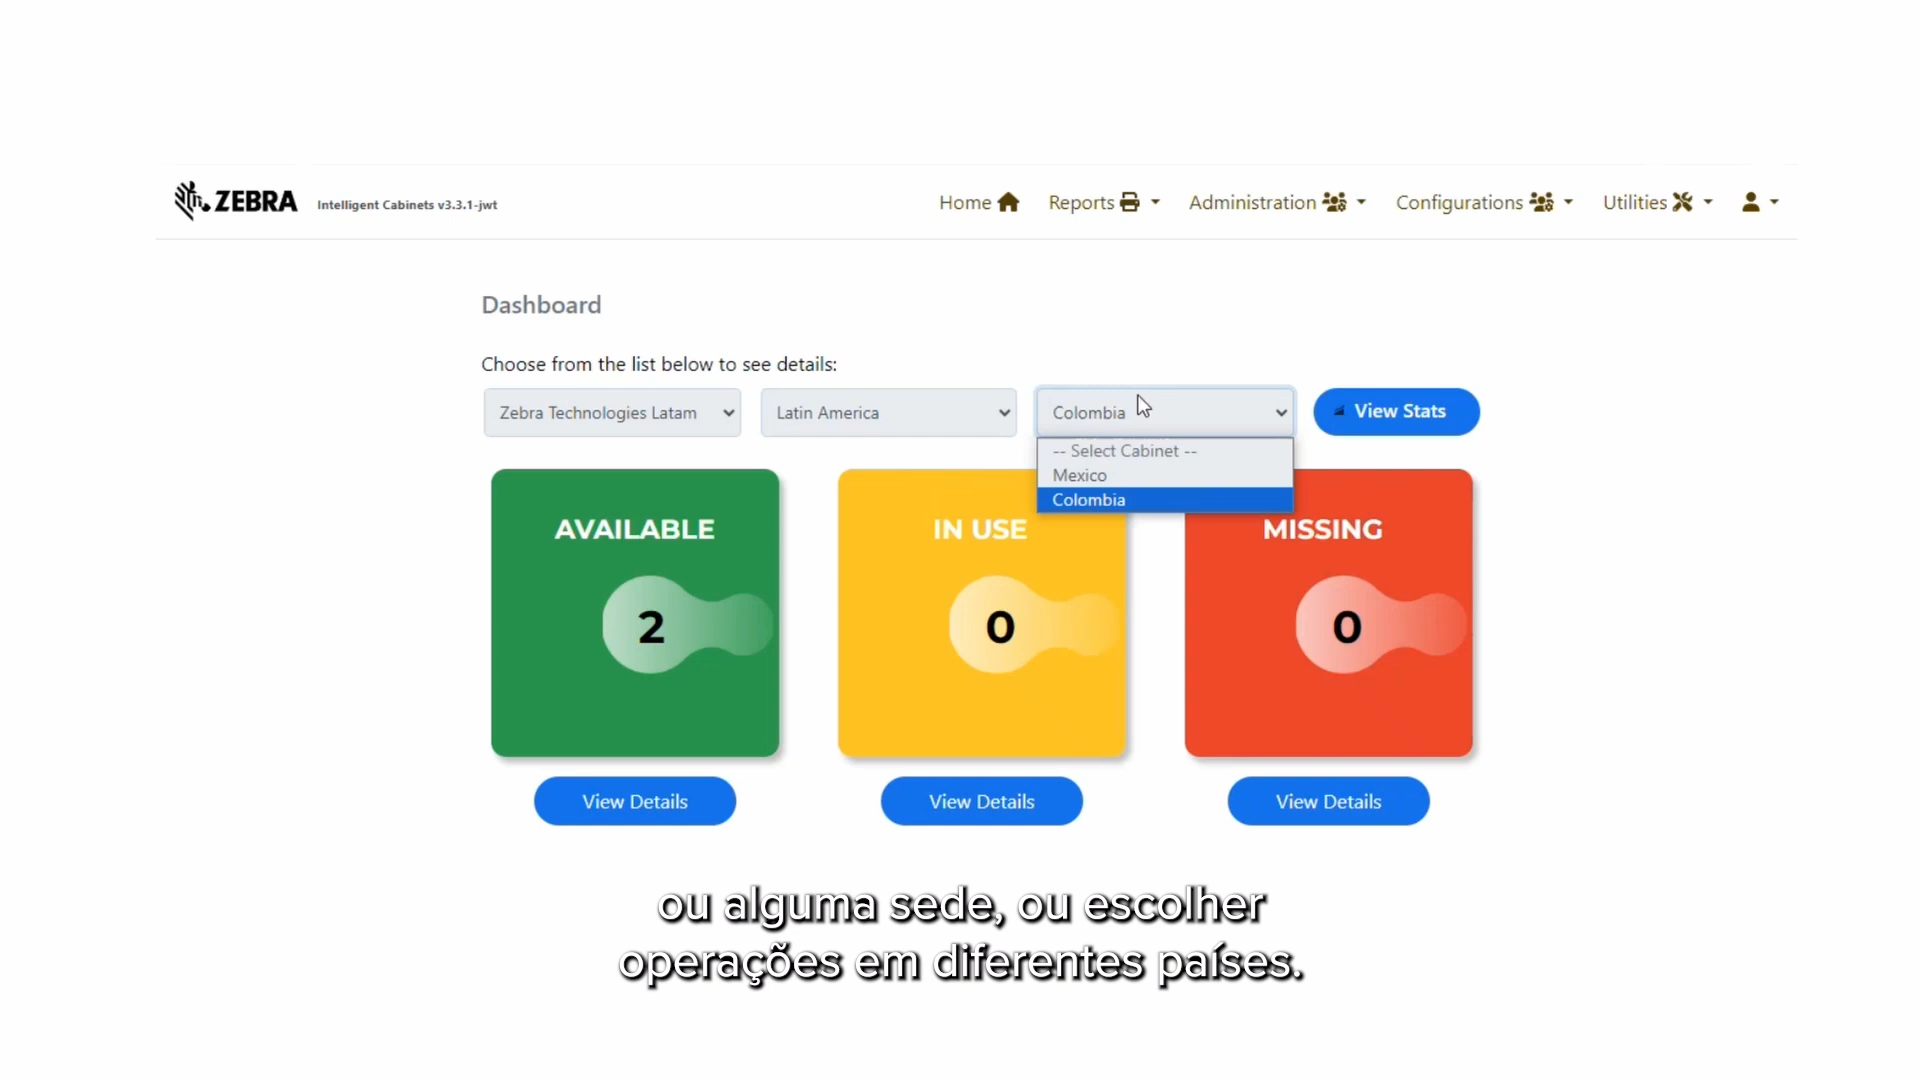 ZEBRA Intelligent Cabinets v3.3.1-jwt
Home Reports Administration Configurations Utilities
Dashboard
Choose from the list below to see details:
Zebra Technologies Latam Latin America Colombia View Stats
-- Select Cabinet --
Mexico
Colombia
AVAILABLE IN USE MISSING
2 0 0
View Details View Details View Details
ou alguma sede, ou escolher
operações em diferentes países.